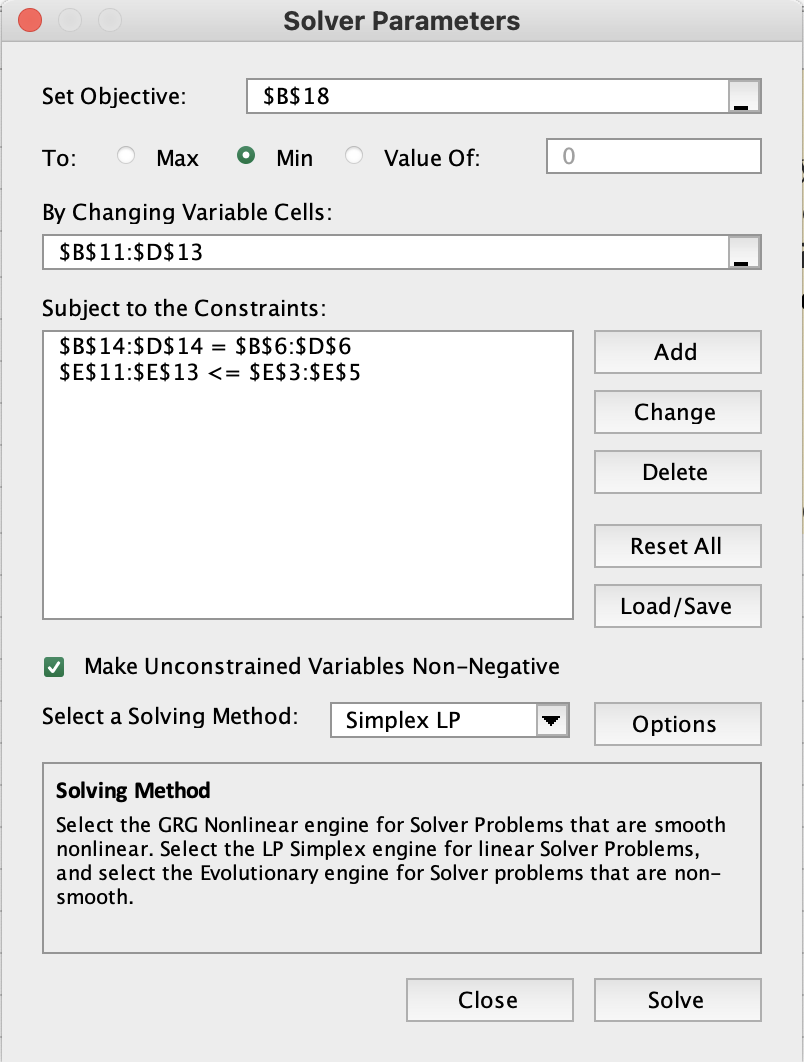 Solver Parameters
Set Objective: $B$18
To: Max Min Value Of: 0
By Changing Variable Cells:
$B$11:$D$13
Subject to the Constraints:
$B$14:$D$14 = $B$6:$D$6
$E$11:$E$13 <= $E$3:$E$5
Add
Change
Delete
Reset All
Load/Save
Make Unconstrained Variables Non-Negative
Select a Solving Method: Simplex LP Options
Solving Method
Select the GRG Nonlinear engine for Solver Problems that are smooth
nonlinear. Select the LP Simplex engine for linear Solver Problems,
and select the Evolutionary engine for Solver problems that are non-
smooth.
Close Solve